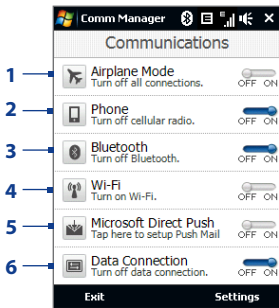 Comm Manager
Communications
1 Airplane Mode
Turn off all connections.
OFF ON
2 Phone
Turn off cellular radio.
OFF ON
3 Bluetooth
Turn off Bluetooth.
OFF ON
4 Wi-Fi
Turn on Wi-Fi.
OFF ON
5 Microsoft Direct Push
Tap here to setup Push Mail
OFF ON
6 Data Connection
Turn off data connection.
OFF ON
Exit Settings